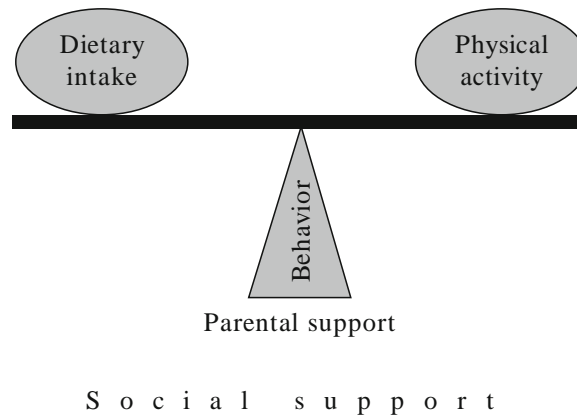 Dietary
intake
Physical
activity
Behavior
Parental support
Social support